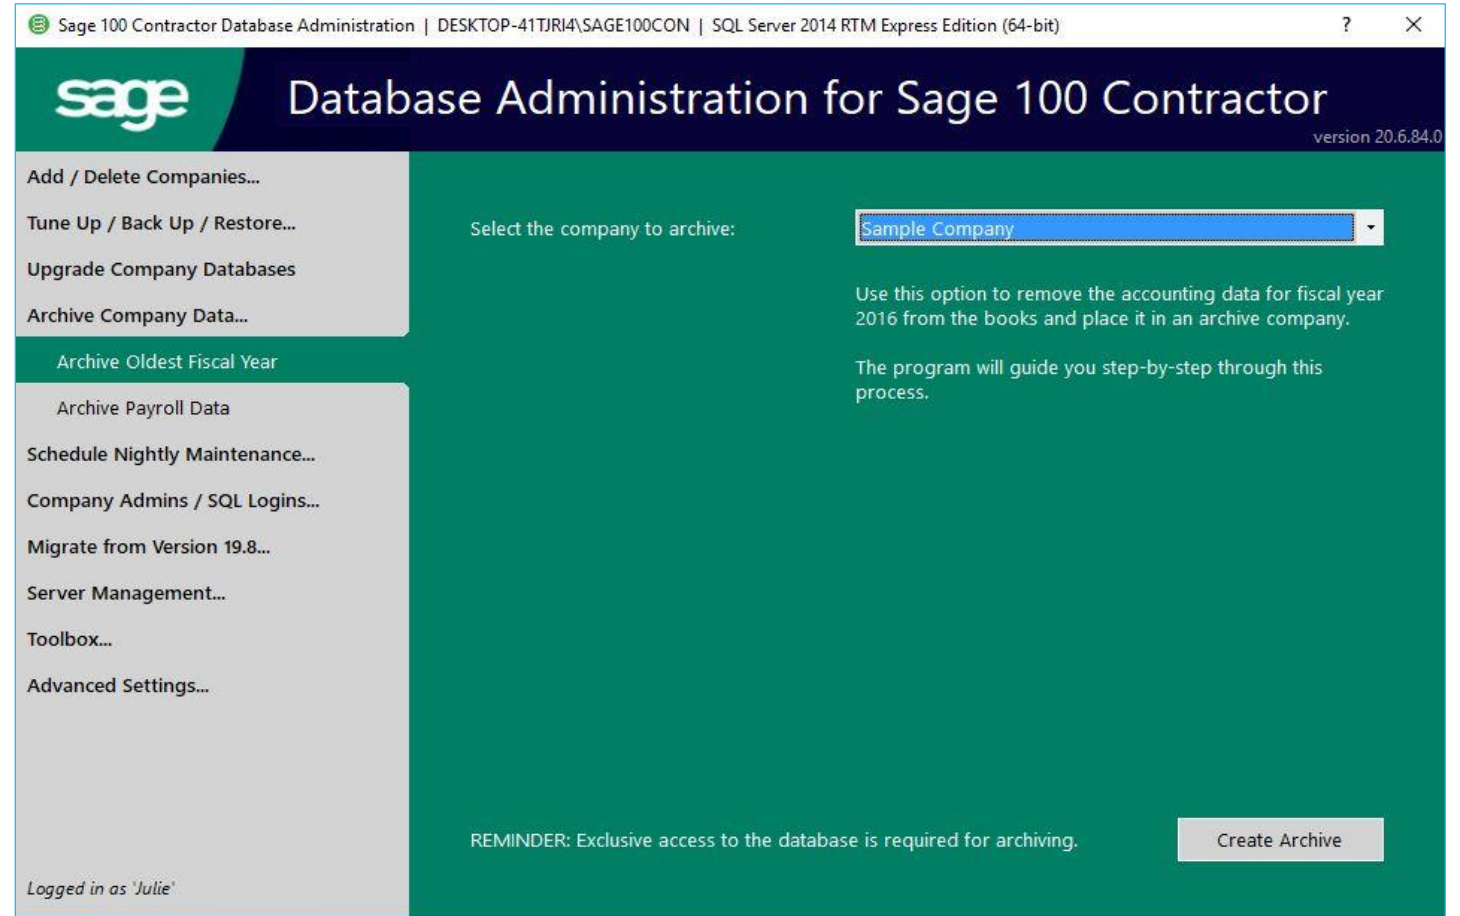 Sage 100 Contractor Database Administration | DESKTOP-41TJRI4\SAGE100CON | SQL Server 2014 RTM Express Edition (64-bit) ?
sage
Database Administration for Sage 100 Contractor
version 20.6.84.0
Add / Delete Companies...
Tune Up / Back Up / Restore...
Upgrade Company Databases
Archive Company Data...
Archive Oldest Fiscal Year
Archive Payroll Data
Schedule Nightly Maintenance...
Company Admins / SQL Logins...
Migrate from Version 19.8...
Server Management...
Toolbox...
Advanced Settings...
Logged in as 'Julie'
Select the company to archive:
Sample Company
Use this option to remove the accounting data for fiscal year
2016 from the books and place it in an archive company.
The program will guide you step-by-step through this
process.
REMINDER: Exclusive access to the database is required for archiving.
Create Archive